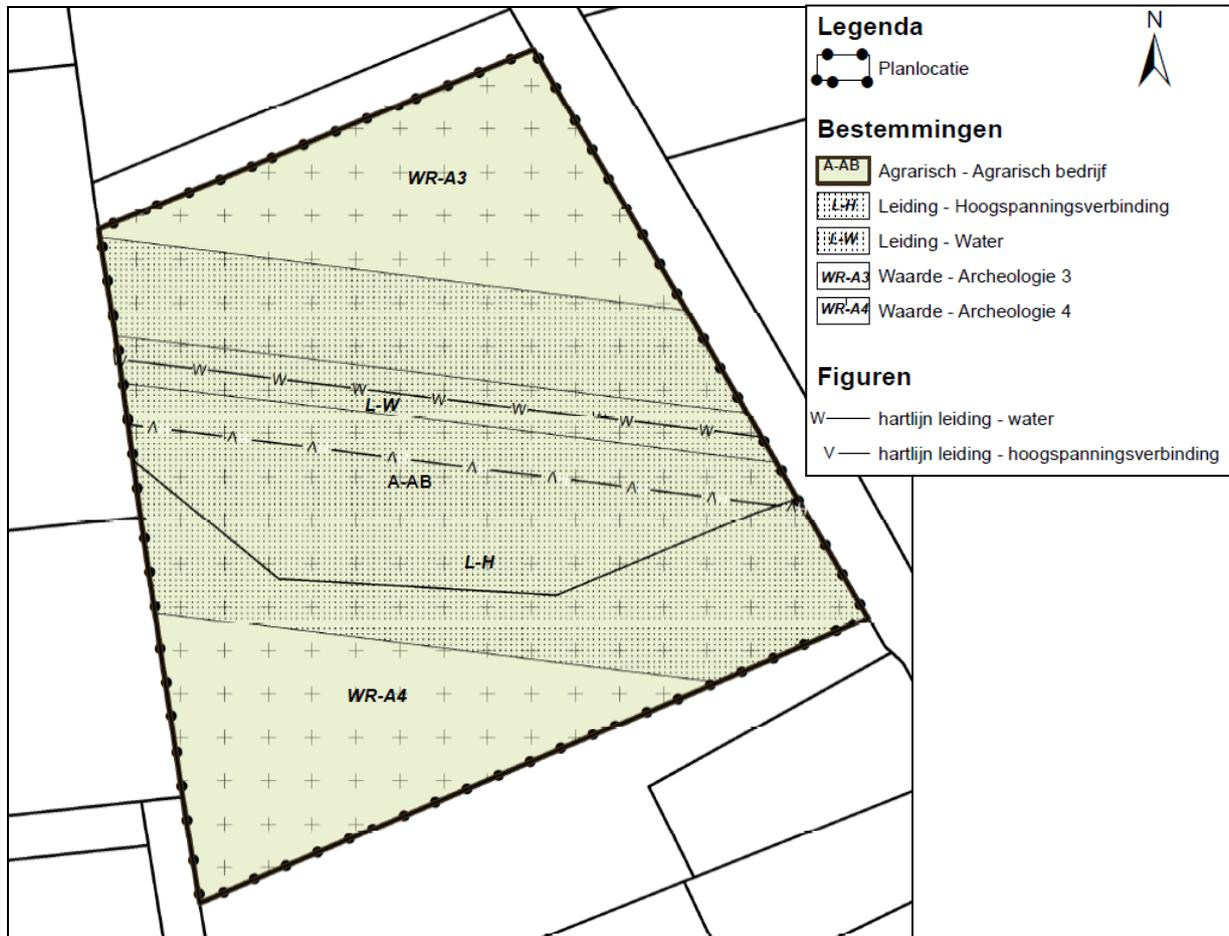 WR-A3
L-W
A-AB
L-H
WR-A4
Legenda
N
Planlocatie
Bestemmingen
A-AB Agrarisch - Agrarisch bedrijf
L-H Leiding - Hoogspanningsverbinding
L-W Leiding - Water
WR-A3 Waarde - Archeologie 3
WR-A4 Waarde - Archeologie 4
Figuren
W hartlijn leiding - water
V hartlijn leiding - hoogspanningsverbinding
W W W W W W W
V V V V V V V V